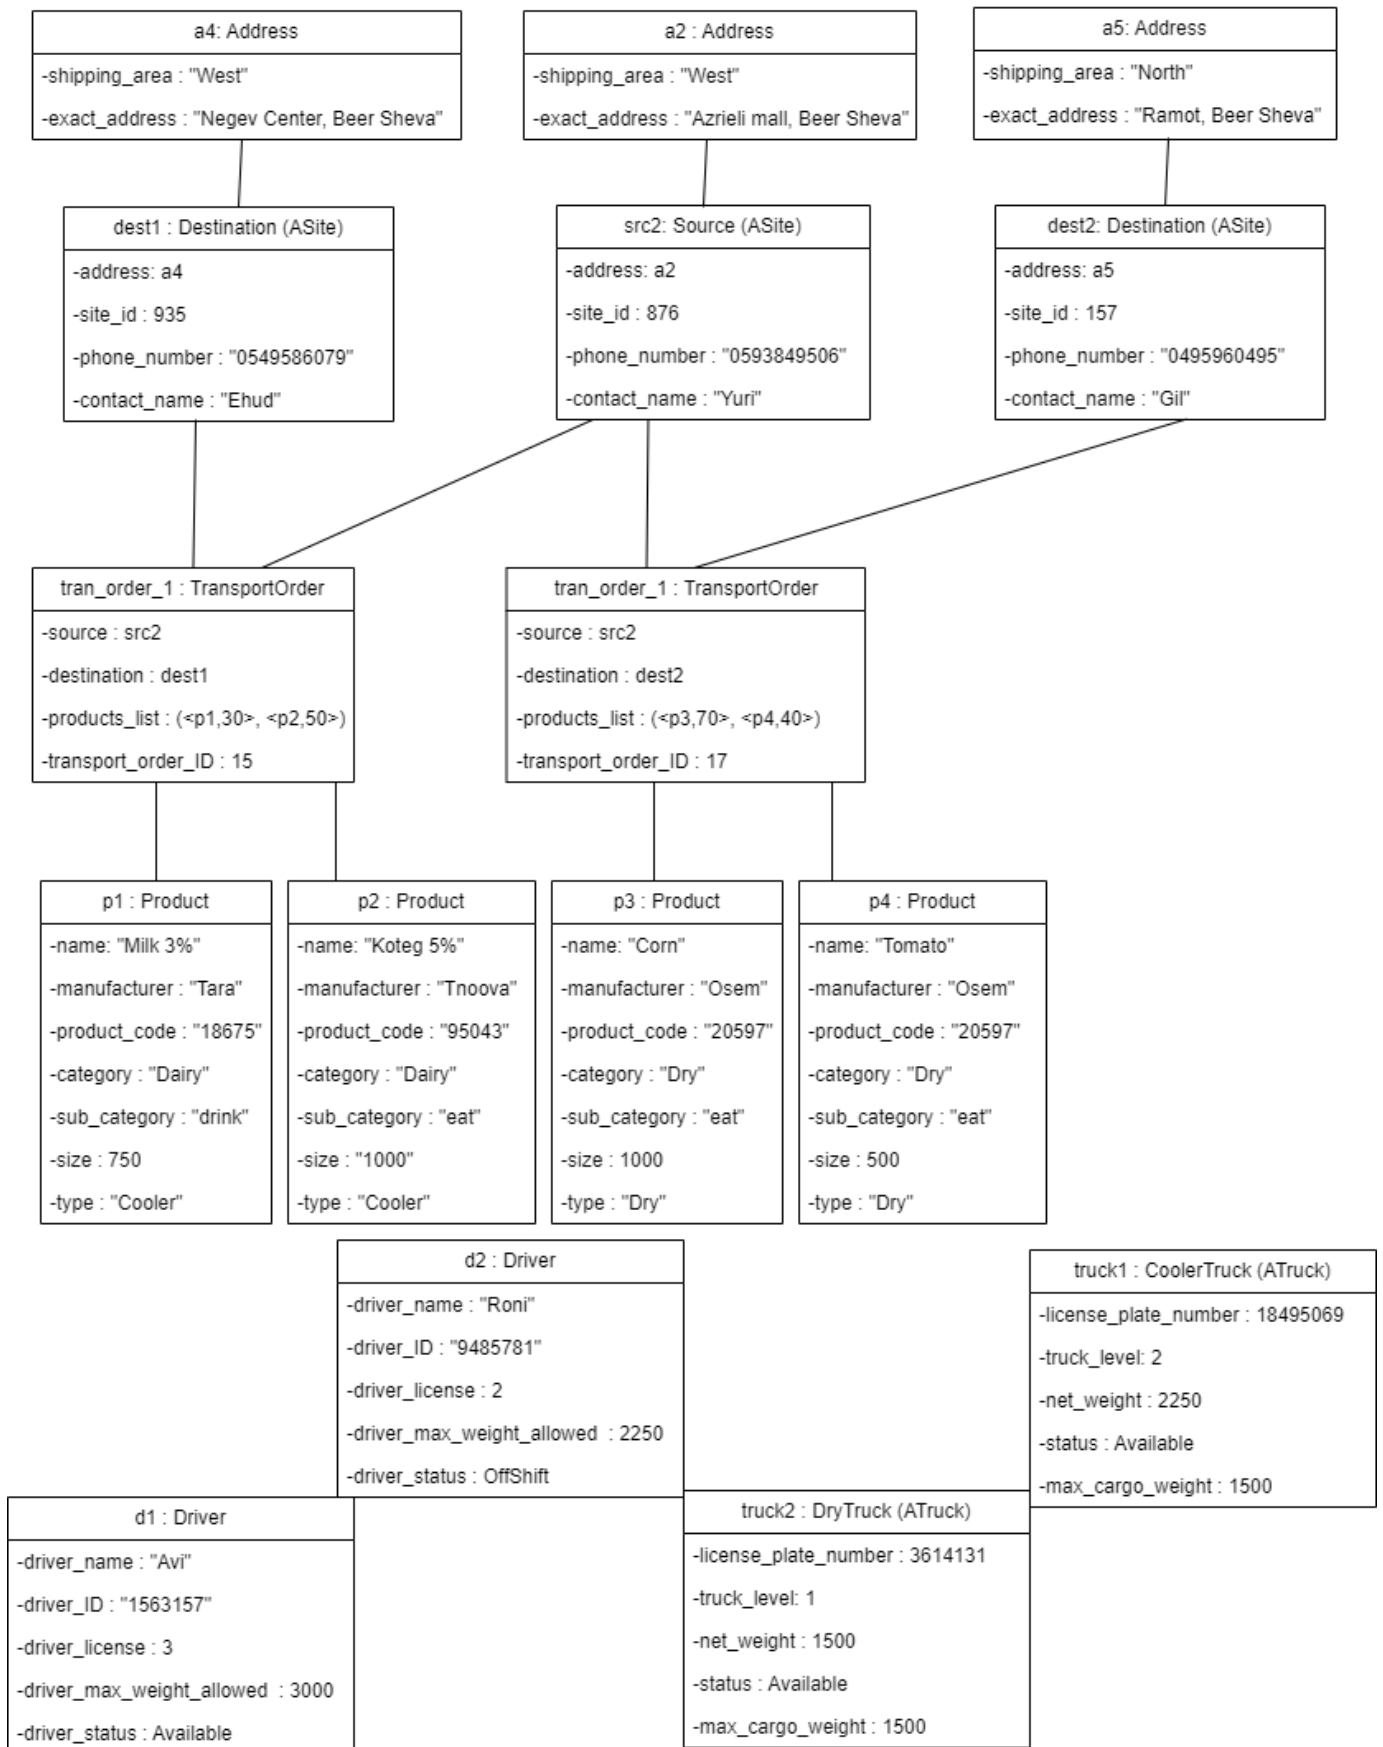 a4: Address
-shipping_area : "West"
-exact_address : "Negev Center, Beer Sheva"
a2 : Address
-shipping_area : "West"
-exact_address : "Azrieli mall, Beer Sheva"
a5: Address
-shipping_area : "North"
-exact_address : "Ramot, Beer Sheva"
dest1 : Destination (ASite)
-address: a4
-site_id : 935
-phone_number : "0549586079"
-contact_name : "Ehud"
src2: Source (ASite)
-address: a2
-site_id : 876
-phone_number : "0593849506"
-contact_name : "Yuri"
dest2: Destination (ASite)
-address: a5
-site_id : 157
-phone_number : "0495960495"
-contact_name : "Gil"
tran_order_1 : TransportOrder
-source : src2
-destination : dest1
-products_list : (<p1,30>, <p2,50>)
-transport_order_ID : 15
tran_order_1 : TransportOrder
-source : src2
-destination : dest2
-products_list : (<p3,70>, <p4,40>)
-transport_order_ID : 17
p1 : Product
-name: "Milk 3%"
-manufacturer : "Tara"
-product_code : "18675"
-category : "Dairy"
-sub_category : "drink"
-size : 750
-type : "Cooler"
p2 : Product
-name: "Koteg 5%"
-manufacturer : "Tnoova"
-product_code : "95043"
-category : "Dairy"
-sub_category : "eat"
-size : "1000"
-type : "Cooler"
p3 : Product
-name: "Corn"
-manufacturer : "Osem"
-product_code : "20597"
-category : "Dry"
-sub_category : "eat"
-size : 1000
-type : "Dry"
p4 : Product
-name: "Tomato"
-manufacturer : "Osem"
-product_code : "20597"
-category : "Dry"
-sub_category : "eat"
-size : 500
-type : "Dry"
d2 : Driver
-driver_name : "Roni"
-driver_ID : "9485781"
-driver_license : 2
-driver_max_weight_allowed : 2250
-driver_status : OffShift
truck1 : CoolerTruck (ATruck)
-license_plate_number : 18495069
-truck_level: 2
-net_weight : 2250
-status : Available
-max_cargo_weight : 1500
d1 : Driver
-driver_name : "Avi"
-driver_ID : "1563157"
-driver_license : 3
-driver_max_weight_allowed : 3000
-driver_status : Available
truck2 : DryTruck (ATruck)
-license_plate_number : 3614131
-truck_level: 1
-net_weight : 1500
-status : Available
-max_cargo_weight : 1500